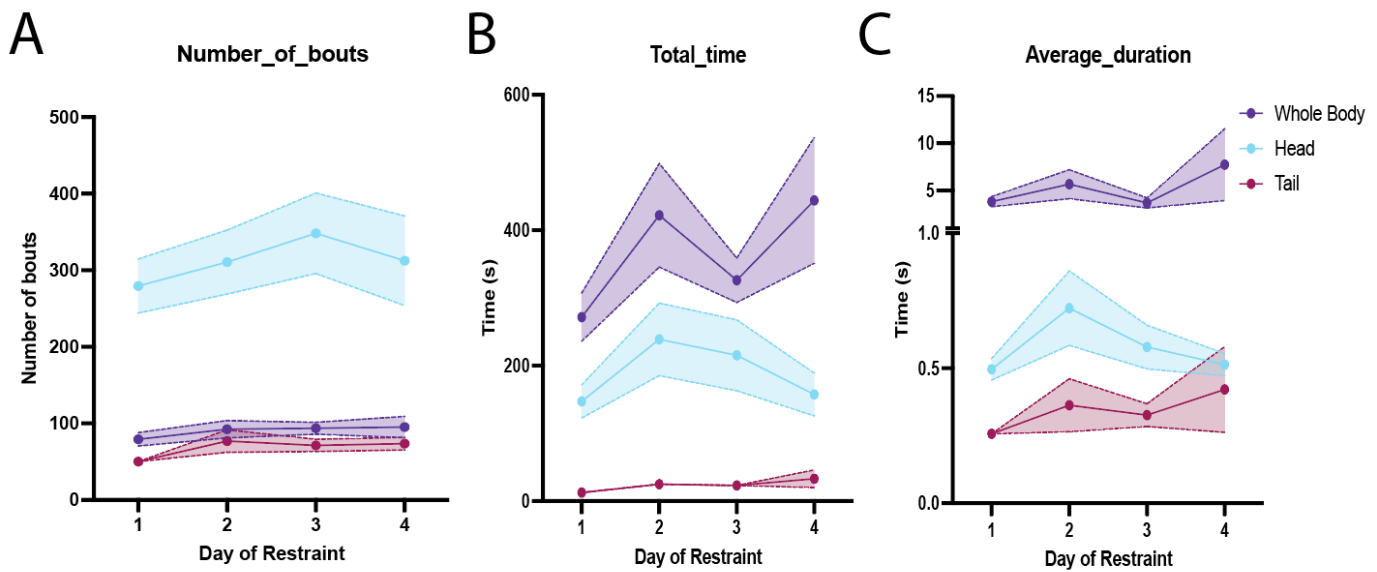 A
Number_of_bouts
Number of bouts
500
400
300
200
100
0
1 2 3 4
Day of Restraint
B
Total_time
Time (s)
600
400
200
0
1 2 3 4
Day of Restraint
C
Average_duration
Time (s)
15
10
5
1.0
0.5
0.0
1 2 3 4
Day of Restraint
Whole Body
Head
Tail